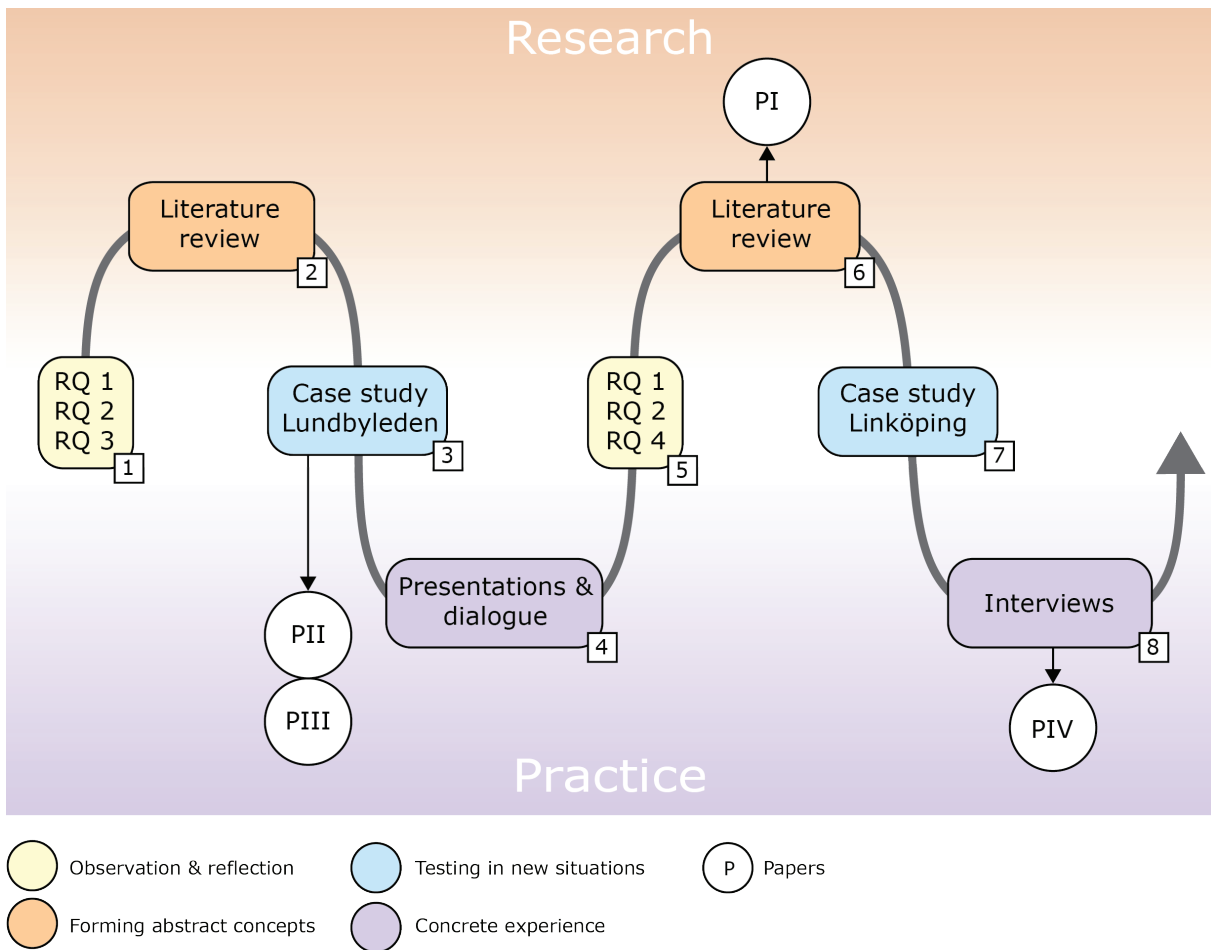 Research
PI
Literature
review
2
Literature
review
6
RQ 1
RQ 2
RQ 3
1
Case study
Lundbyleden
3
RQ 1
RQ 2
RQ 4
5
Case study
Linköping
7
Presentations &
dialogue
4
Interviews
8
PII
PIII
PIV
Practice
Observation & reflection
Testing in new situations
P
Papers
Forming abstract concepts
Concrete experience